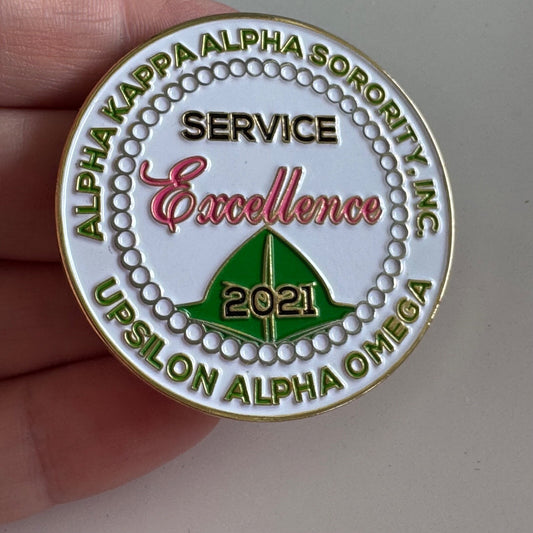 ALPHA KAPPA ALPHA SORORITY, INC.
SERVICE
Excellence
2021
UPSILON ALPHA OMEGA